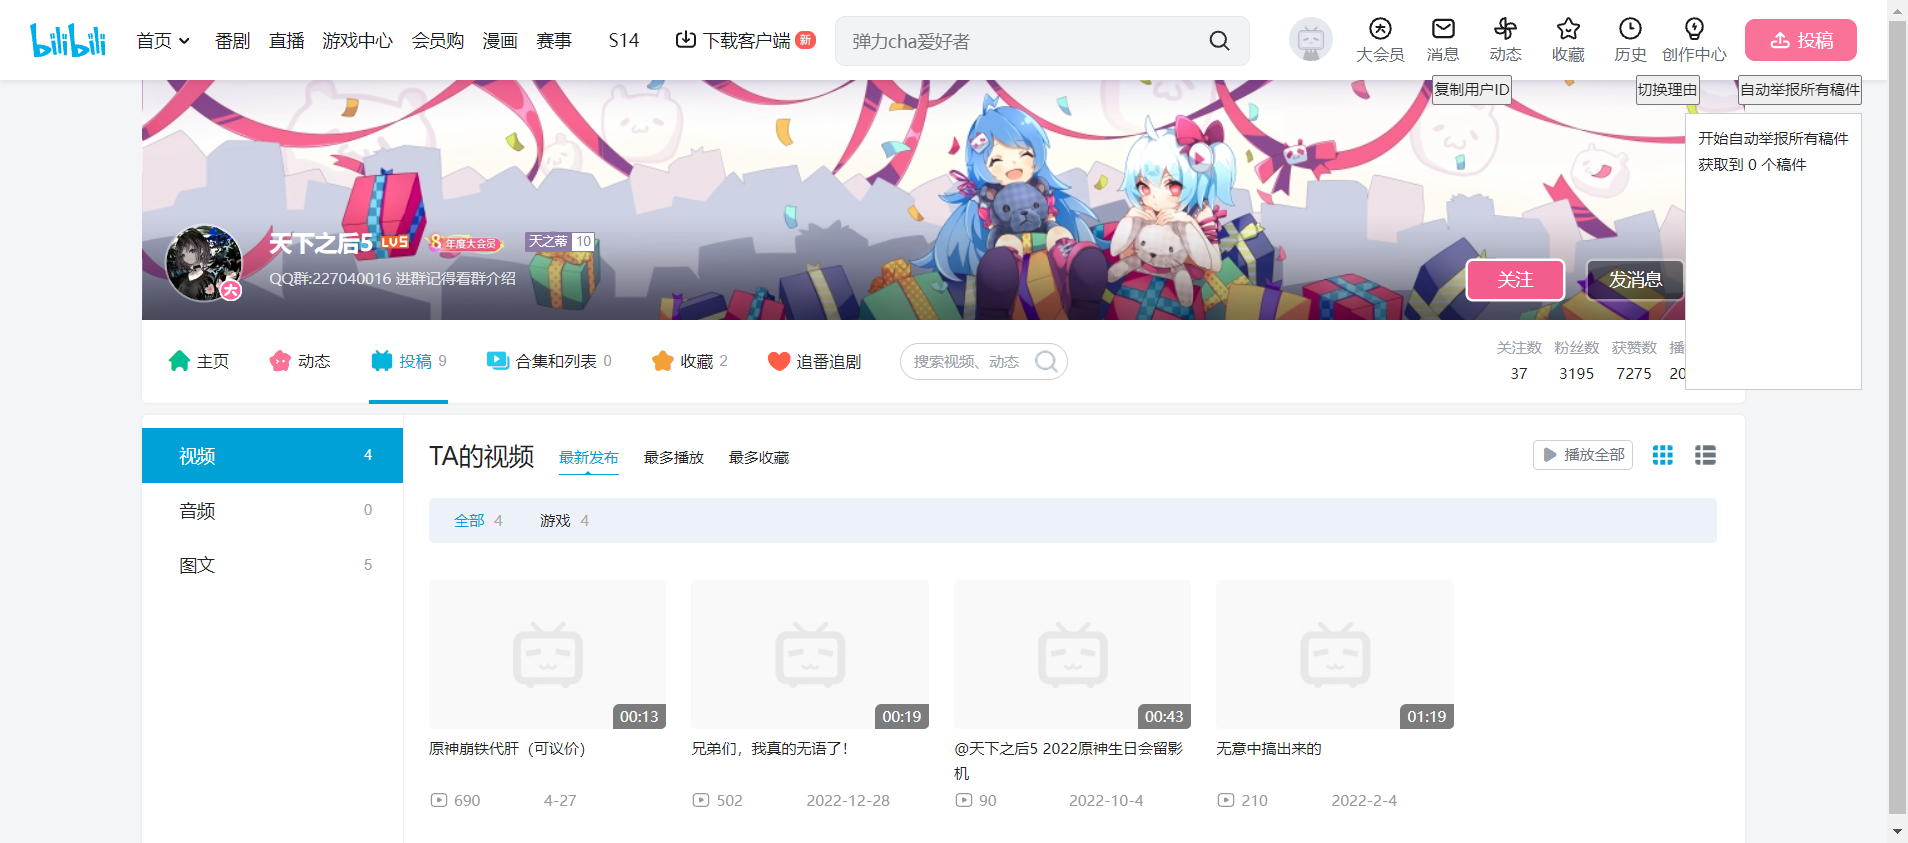 bilibili 首页 番剧 直播 游戏中心 会员购 漫画 赛事 S14 下载客户端 新 弹力cha爱好者 大会员 消息 动态 收藏 历史 创作中心 投稿
复制用户ID 切换理由 自动举报所有稿件
开始自动举报所有稿件
获取到 0 个稿件
天下之后5 LV5 8 年度大会员 天之蒂 10
大
QQ群:227040016 进群记得看群介绍
关注 发消息
主页 动态 投稿 9 合集和列表 0 收藏 2 追番追剧 搜索视频、动态
关注数 粉丝数 获赞数 播
37 3195 7275 20
视频 4
音频 0
图文 5
TA的视频 最新发布 最多播放 最多收藏 播放全部
全部 4 游戏 4
00:13 00:19 00:43 01:19
原神崩铁代肝（可议价）
690 4-27
兄弟们，我真的无语了！
502 2022-12-28
@天下之后5 2022原神生日会留影
机
90 2022-10-4
无意中搞出来的
210 2022-2-4